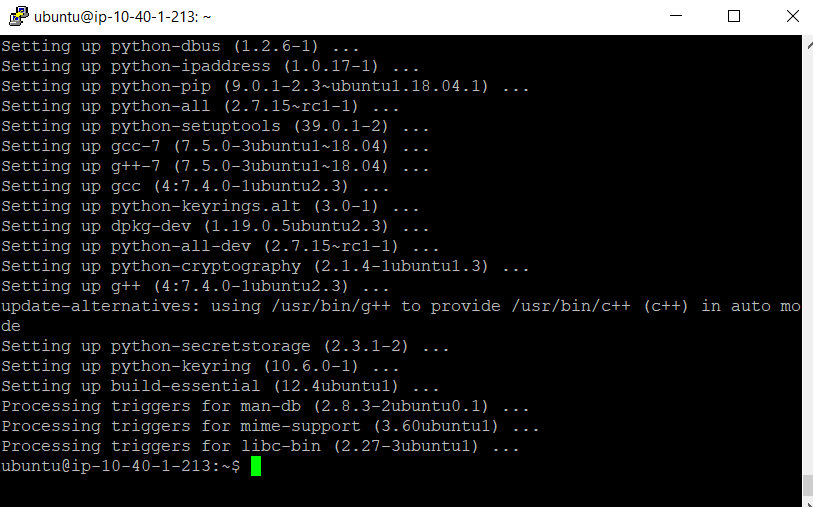 ubuntu@ip-10-40-1-213: ~
Setting up python-dbus (1.2.6-1) ...
Setting up python-ipaddress (1.0.17-1) ...
Setting up python-pip (9.0.1-2.3~ubuntu1.18.04.1) ...
Setting up python-all (2.7.15~rc1-1) ...
Setting up python-setuptools (39.0.1-2) ...
Setting up gcc-7 (7.5.0-3ubuntu1~18.04) ...
Setting up g++-7 (7.5.0-3ubuntu1~18.04) ...
Setting up gcc (4:7.4.0-1ubuntu2.3) ...
Setting up python-keyrings.alt (3.0-1) ...
Setting up dpkg-dev (1.19.0.5ubuntu2.3) ...
Setting up python-all-dev (2.7.15~rc1-1) ...
Setting up python-cryptography (2.1.4-1ubuntu1.3) ...
Setting up g++ (4:7.4.0-1ubuntu2.3) ...
update-alternatives: using /usr/bin/g++ to provide /usr/bin/c++ (c++) in auto mo
de
Setting up python-secretstorage (2.3.1-2) ...
Setting up python-keyring (10.6.0-1) ...
Setting up build-essential (12.4ubuntu1) ...
Processing triggers for man-db (2.8.3-2ubuntu0.1) ...
Processing triggers for mime-support (3.60ubuntu1) ...
Processing triggers for libc-bin (2.27-3ubuntu1) ...
ubuntu@ip-10-40-1-213:~$